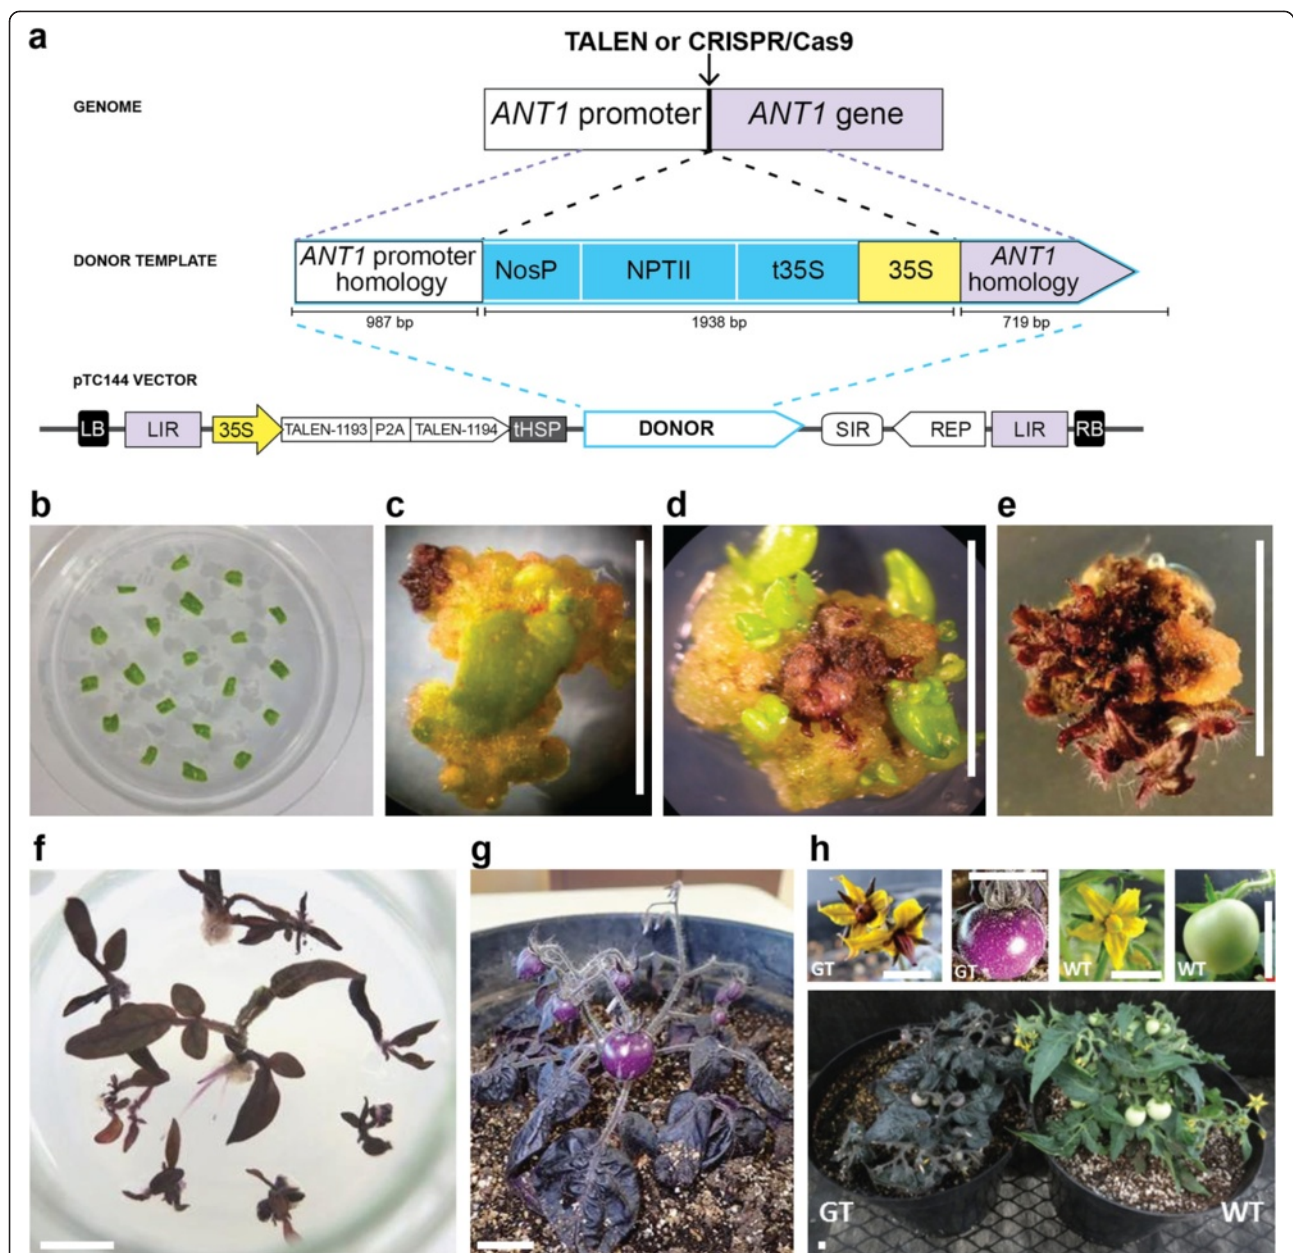 a
TALEN or CRISPR/Cas9
GENOME
ANT1 promoter ANT1 gene
DONOR TEMPLATE
ANT1 promoter homology NosP NPTII t35S 35S ANT1 homology
987 bp 1938 bp 719 bp
pTC144 VECTOR
LB LIR 35S TALEN-1193 P2A TALEN-1194 tHSP DONOR SIR REP LIR RB
b c d e
f g h
GT GT WT WT
GT WT